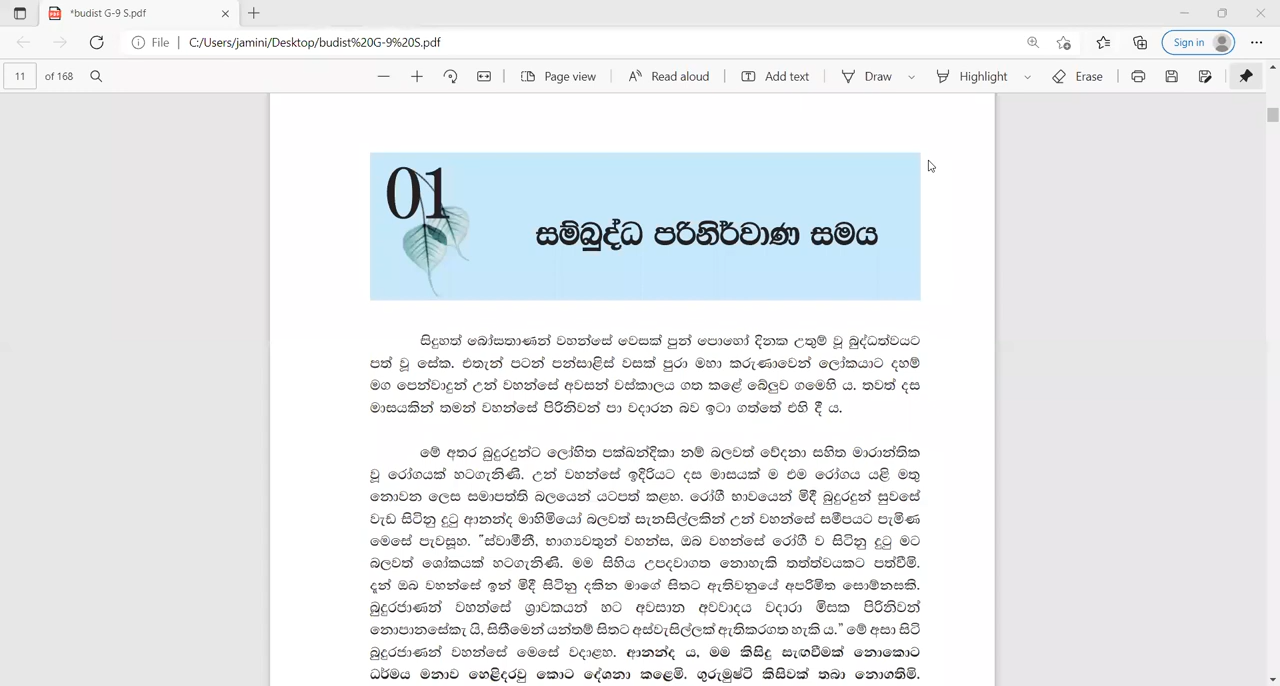 *budist G-9 S.pdf
File C:/Users/jamini/Desktop/budist%20G-9%20S.pdf Sign in
11 of 168 Page view Read aloud Add text Draw Highlight Erase
01
සම්බුද්ධ පරිනිර්වාණ සමය
සිදුහත් බෝසතාණන් වහන්සේ වෙසක් පුන් පොහෝ දිනක උතුම් වූ බුද්ධත්වයට
පත් වූ සේක. එතැන් පටන් පන්සාළිස් වසක් පුරා මහා කරුණාවෙන් ලෝකයාට දහම්
මග පෙන්වාදුන් උන් වහන්සේ අවසන් වස්කාලය ගත කළේ බේලුව ගමෙහි ය. තවත් දස
මාසයකින් තමන් වහන්සේ පිරිනිවන් පා වදාරන බව ඉටා ගත්තේ එහි දී ය.
මේ අතර බුදුරදුන්ට ලෝහිත පක්ඛන්දිකා නම් බලවත් වේදනා සහිත මාරාන්තික
වූ රෝගයක් හටගැනිණි. උන් වහන්සේ ඉදිරියට දස මාසයක් ම එම රෝගය යළි මතු
නොවන ලෙස සමාපත්ති බලයෙන් යටපත් කළහ. රෝගී භාවයෙන් මිදී බුදුරදුන් සුවසේ
වැඩ සිටිනු දුටු ආනන්ද මාහිමියෝ බලවත් සැනසිල්ලකින් උන් වහන්සේ සමීපයට පැමිණ
මෙසේ පැවසූහ. "ස්වාමීනී, භාග්‍යවතුන් වහන්ස, ඔබ වහන්සේ රෝගී ව සිටිනු දුටු මට
බලවත් ශෝකයක් හටගැනිණි. මම සිහිය උපදවාගත නොහැකි තත්ත්වයකට පත්වීමි.
දැන් ඔබ වහන්සේ ඉන් මිදී සිටිනු දකින මාගේ සිතට ඇතිවනුයේ අපරිමිත සොම්නසකි.
බුදුරජාණන් වහන්සේ ශ්‍රාවකයන් හට අවසාන අවවාදය වදාරා මිසක පිරිනිවන්
නොපානසේකැ යි, සිතීමෙන් යන්තම් සිතට අස්වැසිල්ලක් ඇතිකරගත හැකි ය." මේ අසා සිටි
බුදුරජාණන් වහන්සේ මෙසේ වදාළහ. ආනන්ද ය, මම කිසිදු සැඟවීමක් නොකොට
ධර්මය මනාව හෙළිදරවු කොට දේශනා කළෙමි. ගුරුමුෂ්ටි කිසිවක් තබා නොගතිමි.